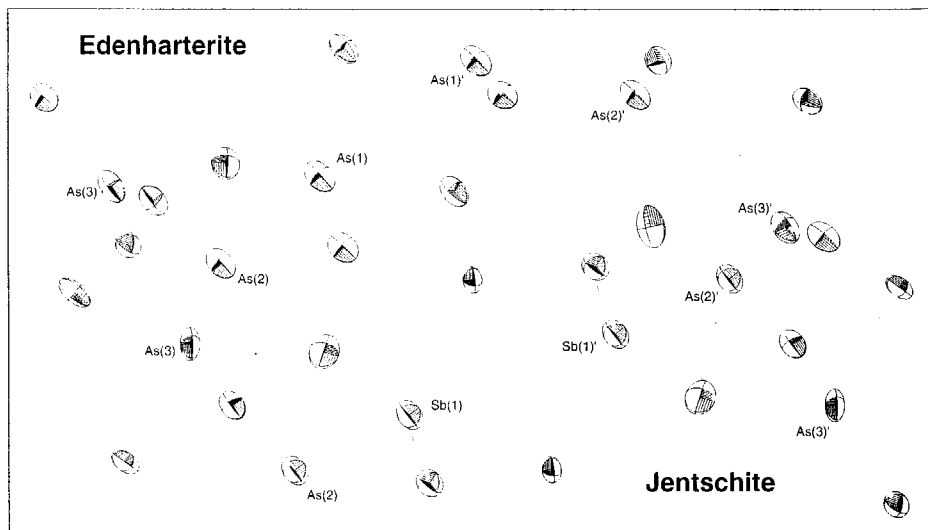 Edenharterite
As(1)'
As(2)'
As(1)
As(3)'
As(3)'
As(2)
As(2)'
Sb(1)'
As(3)
Sb(1)
As(3)'
Jentschite
As(2)